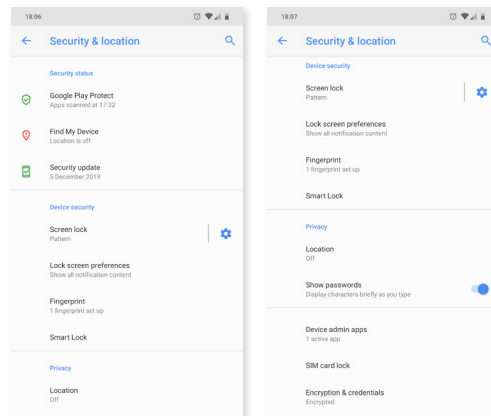 18:06
Security & location
Security status
Google Play Protect
Apps scanned at 17:32
Find My Device
Location is off
Security update
5 December 2019
Device security
Screen lock
Pattern
Lock screen preferences
Show all notification content
Fingerprint
1 fingerprint set up
Smart Lock
Privacy
Location
Off
18:07
Security & location
Device security
Screen lock
Pattern
Lock screen preferences
Show all notification content
Fingerprint
1 fingerprint set up
Smart Lock
Privacy
Location
Off
Show passwords
Display characters briefly as you type
Device admin apps
1 active app
SIM card lock
Encryption & credentials
Encrypted